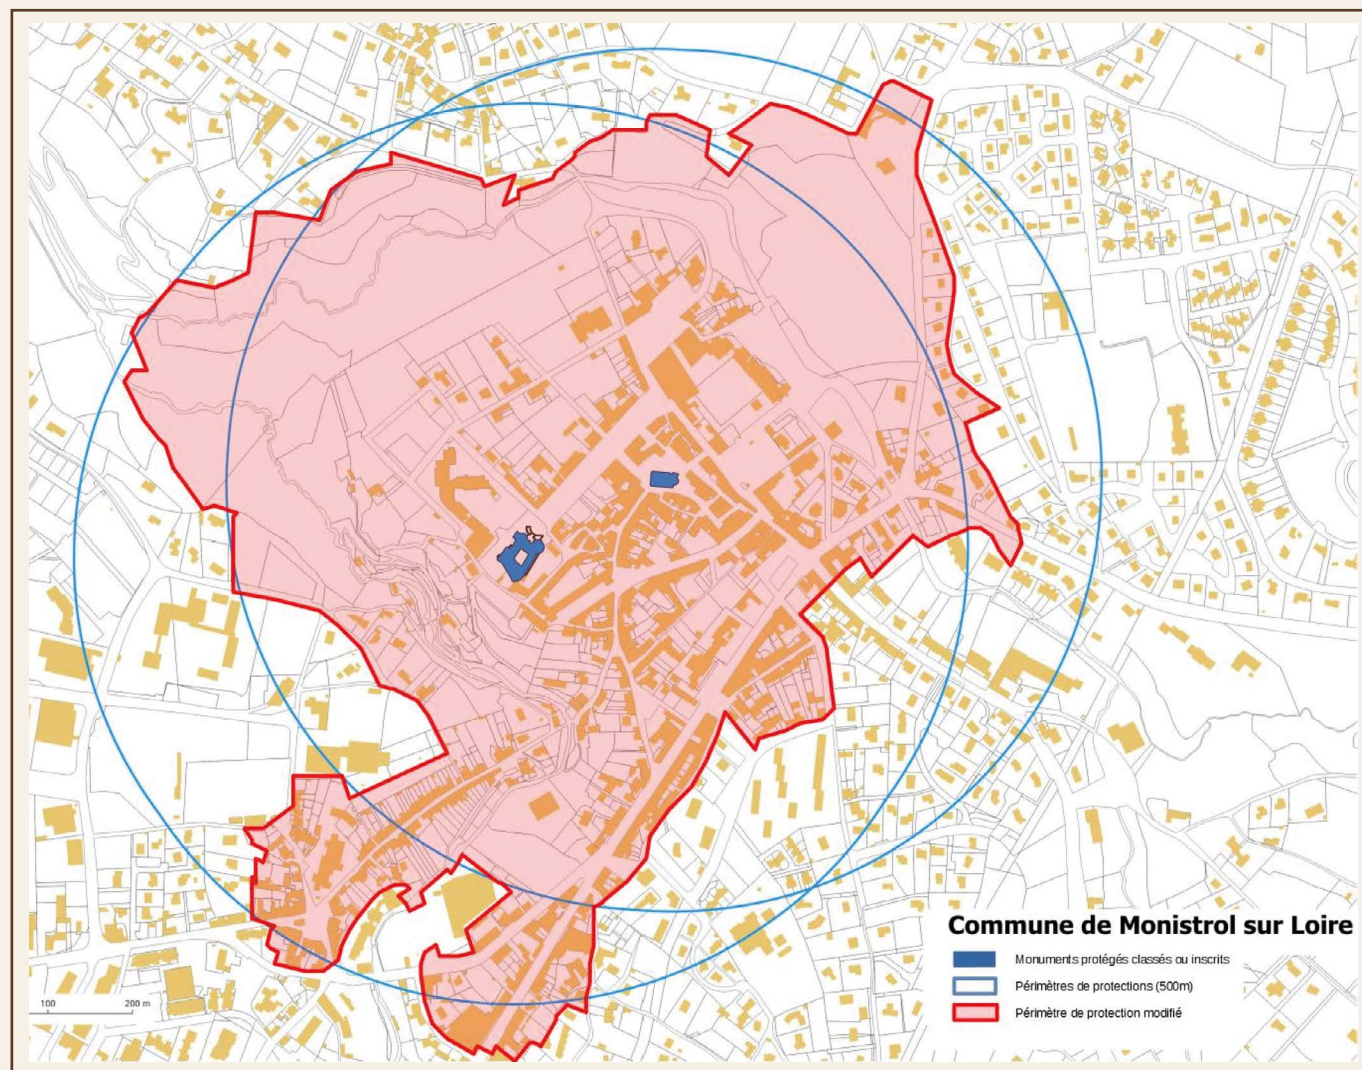 Commune de Monistrol sur Loire
Monuments protégés classés ou inscrits
Périmètres de protections (500m)
Périmètre de protection modifié
100 200 m